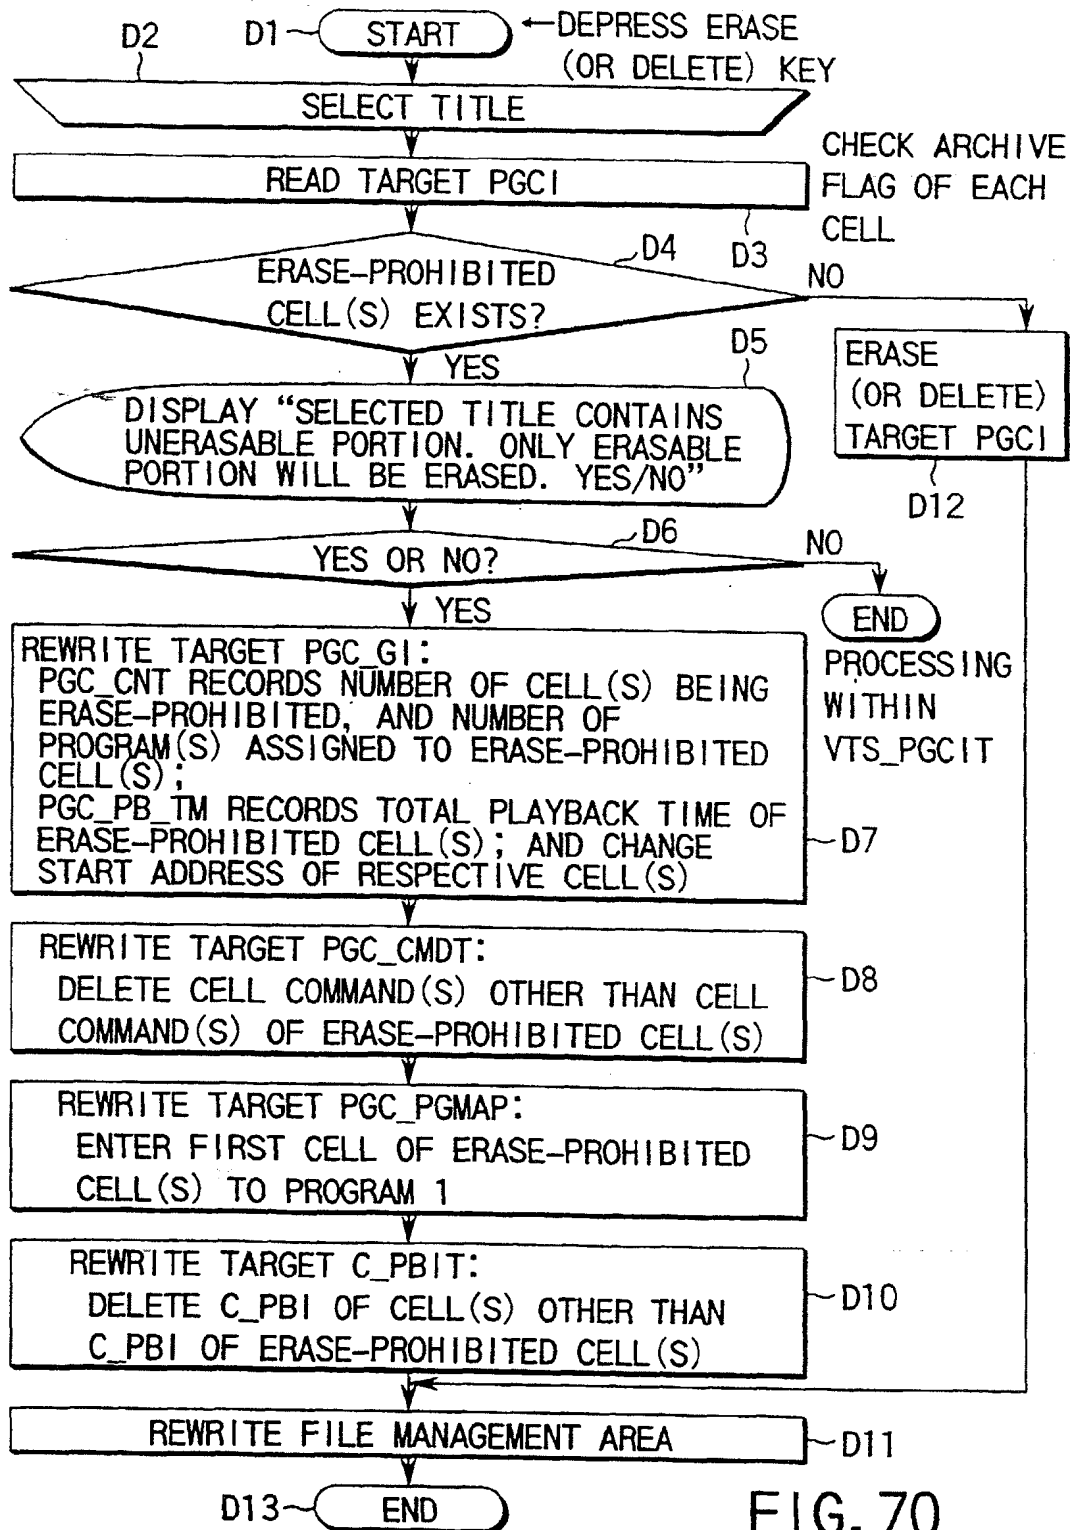 D2
D1
START
←DEPRESS ERASE
(OR DELETE) KEY
SELECT TITLE
READ TARGET PGCI
CHECK ARCHIVE
FLAG OF EACH
CELL
D3
D4
ERASE-PROHIBITED
CELL(S) EXISTS?
NO
YES
D5
DISPLAY “SELECTED TITLE CONTAINS
UNERASABLE PORTION. ONLY ERASABLE
PORTION WILL BE ERASED. YES/NO”
ERASE
(OR DELETE)
TARGET PGCI
D12
D6
YES OR NO?
NO
YES
END
PROCESSING
WITHIN
VTS_PGCIT
REWRITE TARGET PGC_GI:
PGC_CNT RECORDS NUMBER OF CELL(S) BEING
ERASE-PROHIBITED, AND NUMBER OF
PROGRAM(S) ASSIGNED TO ERASE-PROHIBITED
CELL(S);
PGC_PB_TM RECORDS TOTAL PLAYBACK TIME OF
ERASE-PROHIBITED CELL(S); AND CHANGE
START ADDRESS OF RESPECTIVE CELL(S)
D7
REWRITE TARGET PGC_CMDT:
DELETE CELL COMMAND(S) OTHER THAN CELL
COMMAND(S) OF ERASE-PROHIBITED CELL(S)
D8
REWRITE TARGET PGC_PGMAP:
ENTER FIRST CELL OF ERASE-PROHIBITED
CELL(S) TO PROGRAM 1
D9
REWRITE TARGET C_PBIT:
DELETE C_PBI OF CELL(S) OTHER THAN
C_PBI OF ERASE-PROHIBITED CELL(S)
D10
REWRITE FILE MANAGEMENT AREA
D11
D13
END
FIG. 70